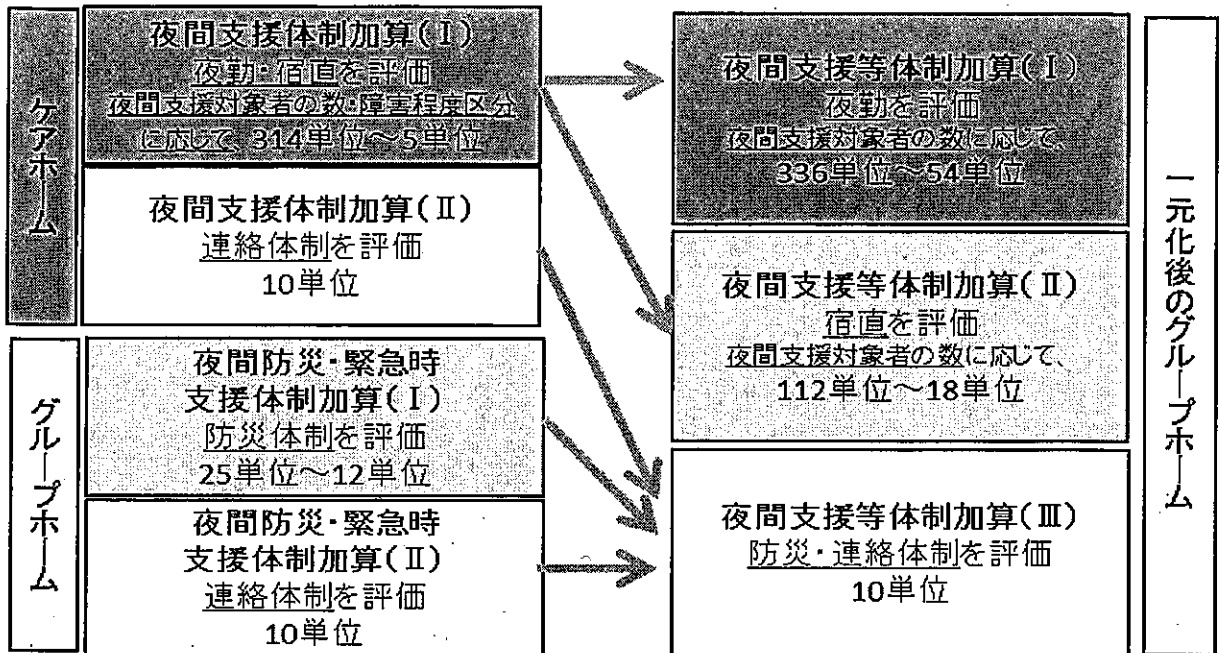 ケアホーム
夜間支援体制加算(Ⅰ)
夜勤・宿直を評価
夜間支援対象者の数・障害程度区分
に応じて、314単位～5単位
夜間支援体制加算(Ⅱ)
連絡体制を評価
10単位
グループホーム
夜間防災・緊急時
支援体制加算(Ⅰ)
防災体制を評価
25単位～12単位
夜間防災・緊急時
支援体制加算(Ⅱ)
連絡体制を評価
10単位
夜間支援等体制加算(Ⅰ)
夜勤を評価
夜間支援対象者の数に応じて、
336単位～54単位
夜間支援等体制加算(Ⅱ)
宿直を評価
夜間支援対象者の数に応じて、
112単位～18単位
夜間支援等体制加算(Ⅲ)
防災・連絡体制を評価
10単位
一元化後のグループホーム